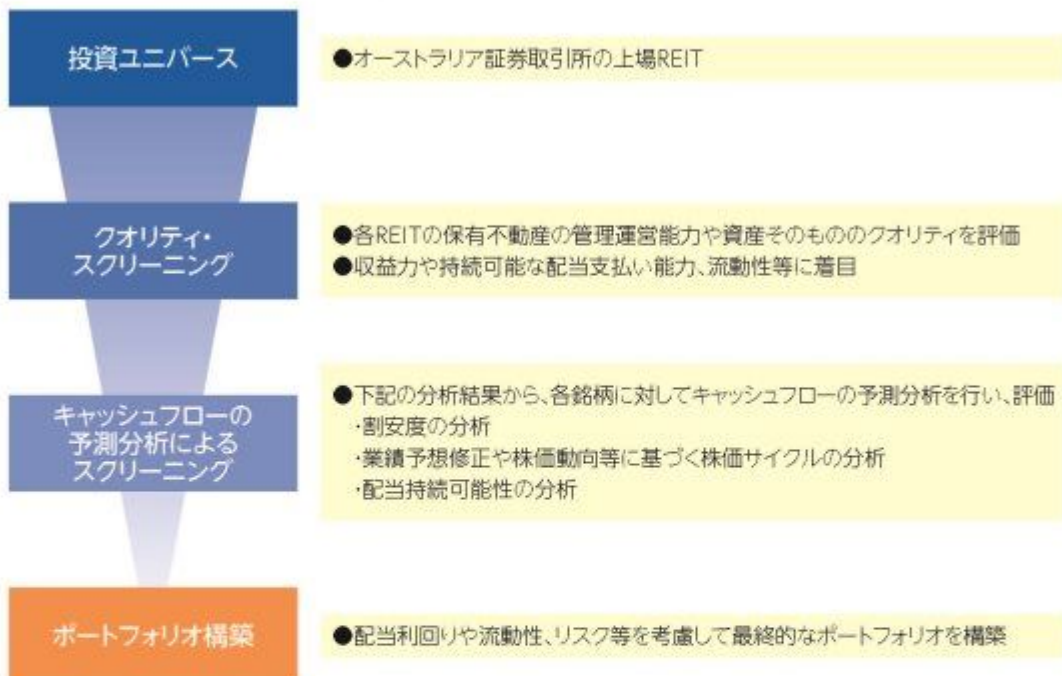 投資ユニバース
●オーストラリア証券取引所の上場REIT
クオリティ・
スクリーニング
●各REITの保有不動産の管理運営能力や資産そのもののクオリティを評価
●収益力や持続可能な配当支払い能力、流動性等に着目
キャッシュフローの
予測分析による
スクリーニング
●下記の分析結果から、各銘柄に対してキャッシュフローの予測分析を行い、評価
・割安度の分析
・業績予想修正や株価動向等に基づく株価サイクルの分析
・配当持続可能性の分析
ポートフォリオ構築
●配当利回りや流動性、リスク等を考慮して最終的なポートフォリオを構築